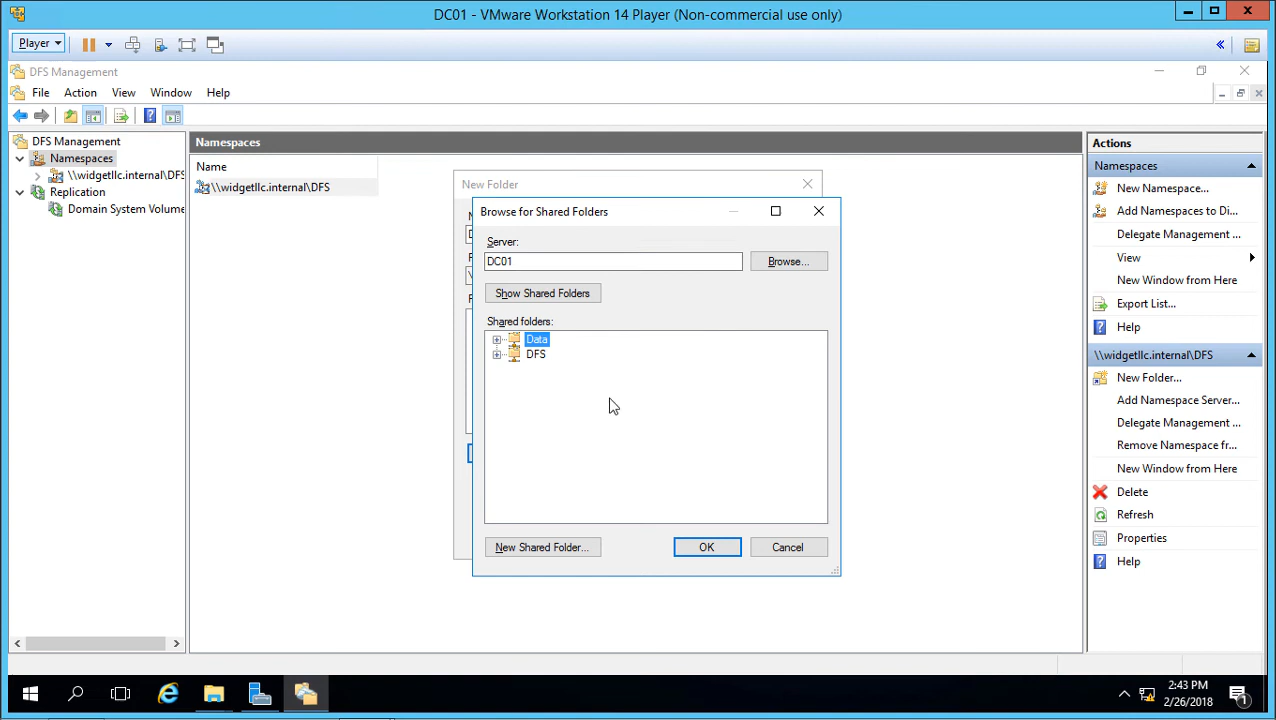 DC01 - VMware Workstation 14 Player (Non-commercial use only)
Player
DFS Management
File Action View Window Help
DFS Management
Namespaces
\\widgetllc.internal\DFS
Replication
Domain System Volume
Namespaces
Name
\\widgetllc.internal\DFS
New Folder
Browse for Shared Folders
Server:
DC01
Browse...
Show Shared Folders
Shared folders:
Data
DFS
New Shared Folder...
OK
Cancel
Actions
Namespaces
New Namespace...
Add Namespaces to Di...
Delegate Management ...
View
New Window from Here
Export List...
Help
\\widgetllc.internal\DFS
New Folder...
Add Namespace Server...
Delegate Management ...
Remove Namespace fr...
New Window from Here
Delete
Refresh
Properties
Help
2:43 PM
2/26/2018
1